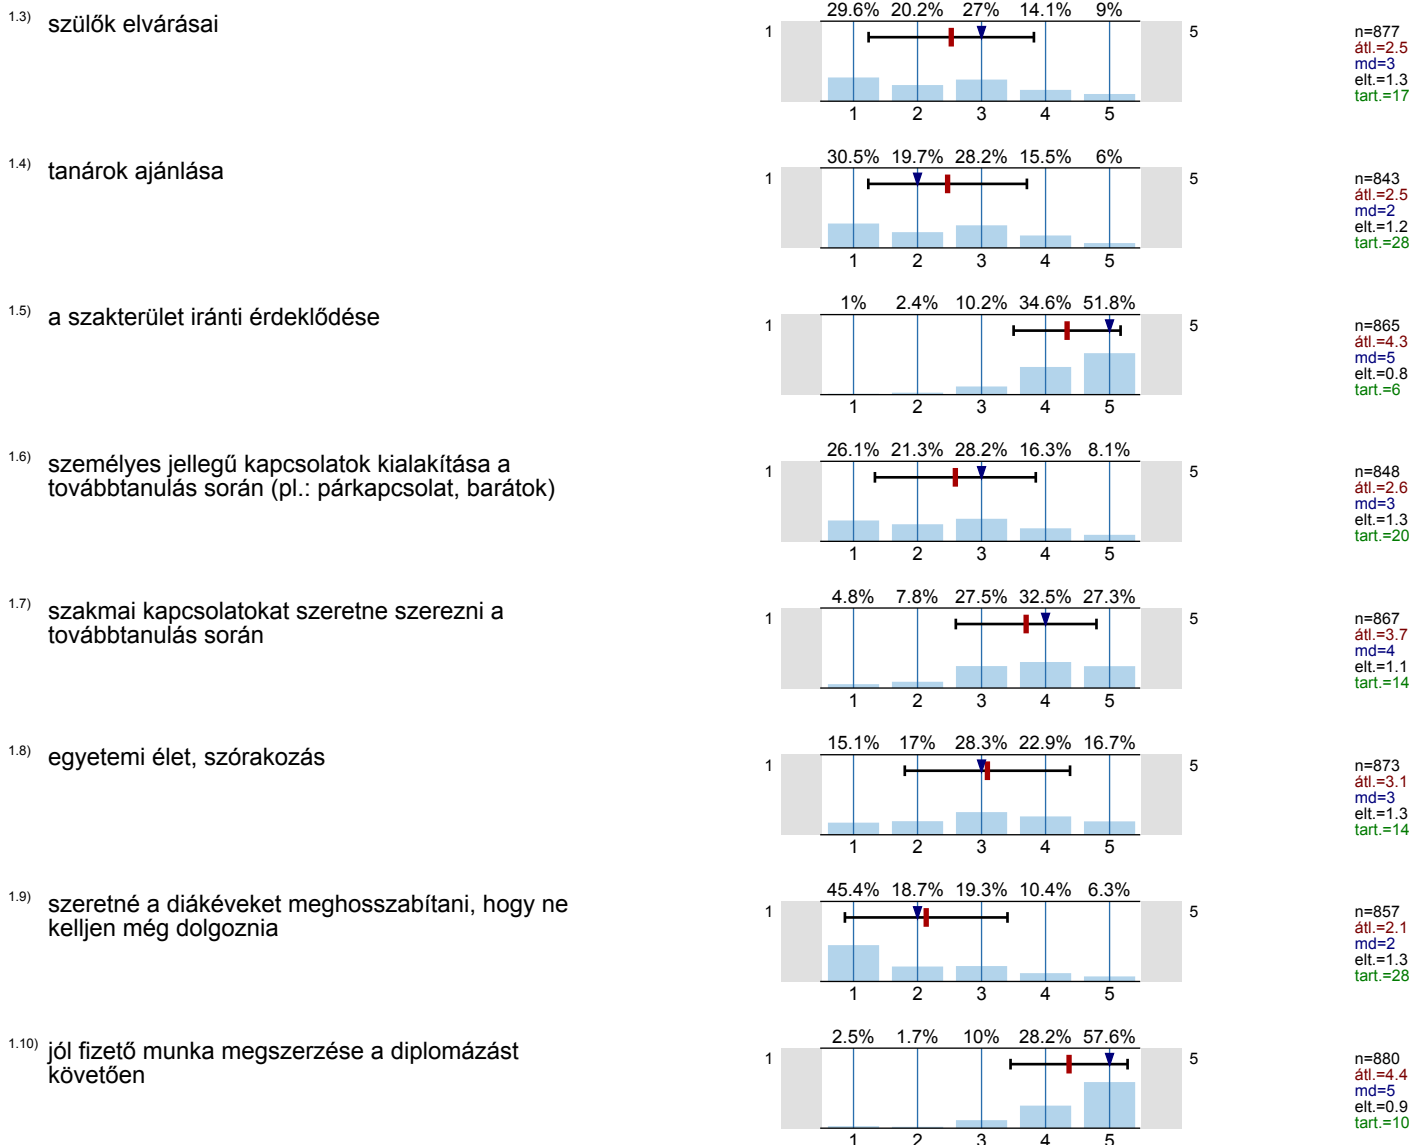 1.3) szülők elvárásai
29.6% 20.2% 27% 14.1% 9%
1 5
1 2 3 4 5
n=877
átl.=2.5
md=3
elt.=1.3
tart.=17
1.4) tanárok ajánlása
30.5% 19.7% 28.2% 15.5% 6%
1 5
1 2 3 4 5
n=843
átl.=2.5
md=2
elt.=1.2
tart.=28
1.5) a szakterület iránti érdeklődése
1% 2.4% 10.2% 34.6% 51.8%
1 5
1 2 3 4 5
n=865
átl.=4.3
md=5
elt.=0.8
tart.=6
1.6) személyes jellegű kapcsolatok kialakítása a
továbbtanulás során (pl.: párkapcsolat, barátok)
26.1% 21.3% 28.2% 16.3% 8.1%
1 5
1 2 3 4 5
n=848
átl.=2.6
md=3
elt.=1.3
tart.=20
1.7) szakmai kapcsolatokat szeretne szerezni a
továbbtanulás során
4.8% 7.8% 27.5% 32.5% 27.3%
1 5
1 2 3 4 5
n=867
átl.=3.7
md=4
elt.=1.1
tart.=14
1.8) egyetemi élet, szórakozás
15.1% 17% 28.3% 22.9% 16.7%
1 5
1 2 3 4 5
n=873
átl.=3.1
md=3
elt.=1.3
tart.=14
1.9) szeretné a diákéveket meghosszabítani, hogy ne
kelljen még dolgoznia
45.4% 18.7% 19.3% 10.4% 6.3%
1 5
1 2 3 4 5
n=857
átl.=2.1
md=2
elt.=1.3
tart.=28
1.10) jól fizető munka megszerzése a diplomázást
követően
2.5% 1.7% 10% 28.2% 57.6%
1 5
1 2 3 4 5
n=880
átl.=4.4
md=5
elt.=0.9
tart.=10